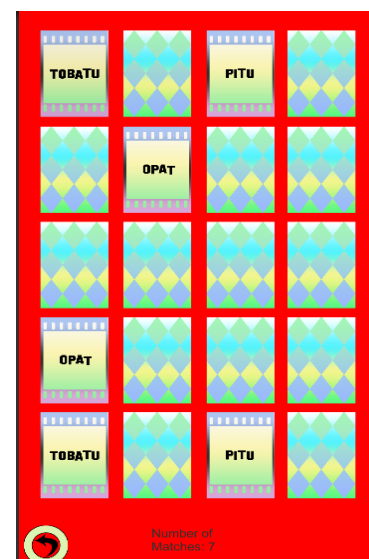 TOBATU
PITU
OPAT
OPAT
TOBATU
PITU
Number of
Matches: 7